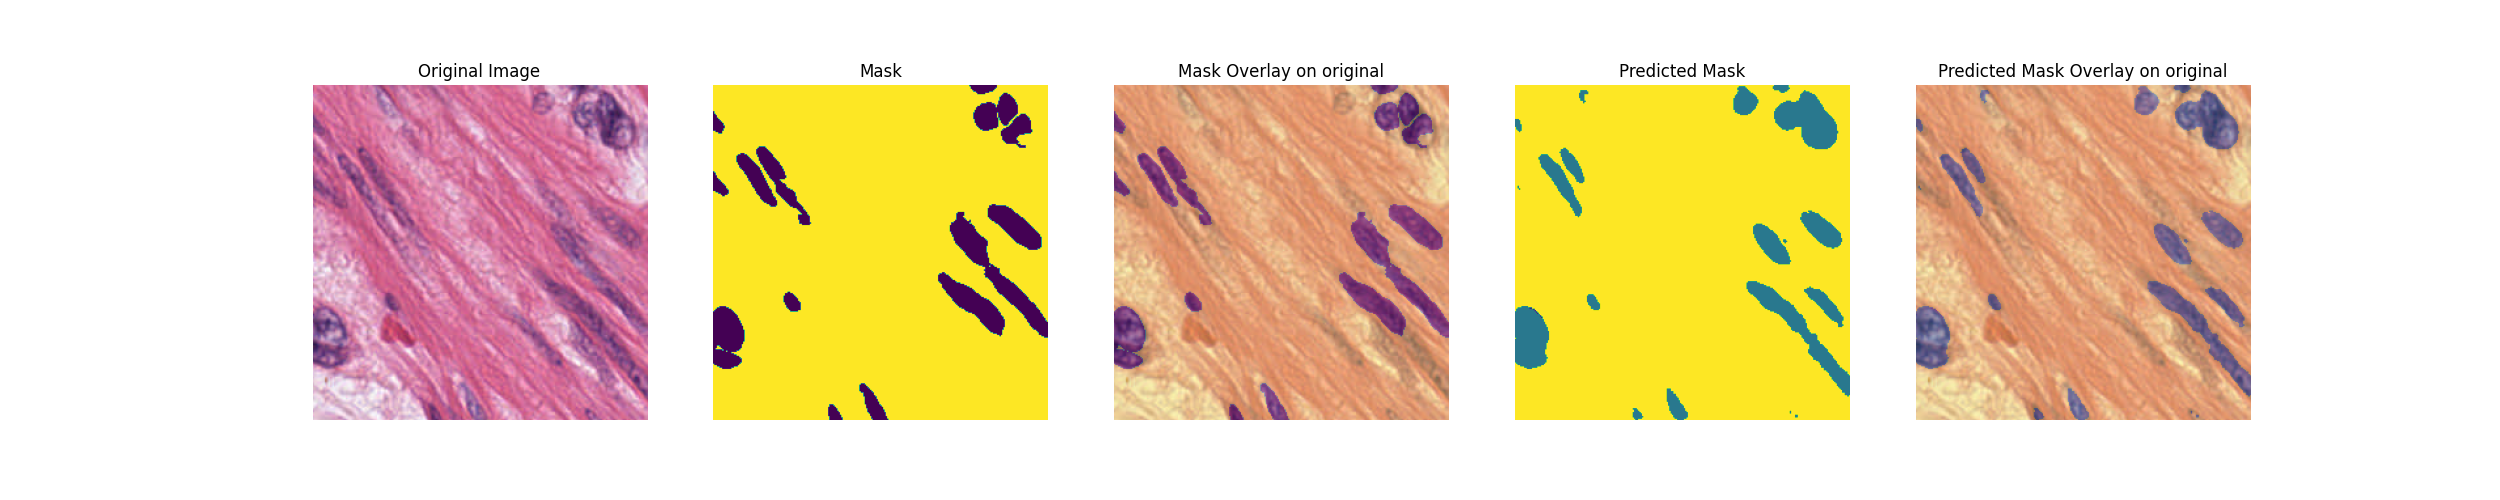 Original Image
Mask
Mask Overlay on original
Predicted Mask
Predicted Mask Overlay on original